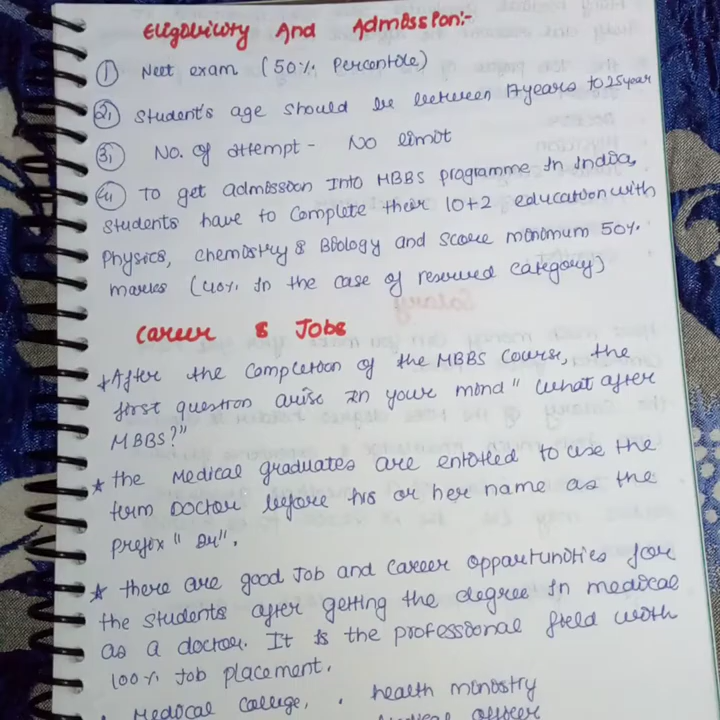 Eligibility And Admission:-
① Neet exam (50% Percentile)
② Student's age should be between 17 years to 25 year
③ No. of attempt - No limit
④ To get admission Into MBBS programme In India,
students have to complete their 10+2 education with
Physics, chemistry & Biology and score minimum 50%
marks (40% In the case of reserved category)
Career & Jobs
* After the completion of the MBBS course, the
first question arise In your mind "What after
MBBS?"
* the Medical graduates are entitled to use the
term Doctor before his or her name as the
prefix "Dr".
* there are good Job and career opportunities for
the students after getting the degree In medical
as a doctor. It Is the professional field with
100% Job placement.
• Medical College, • health ministry
officer